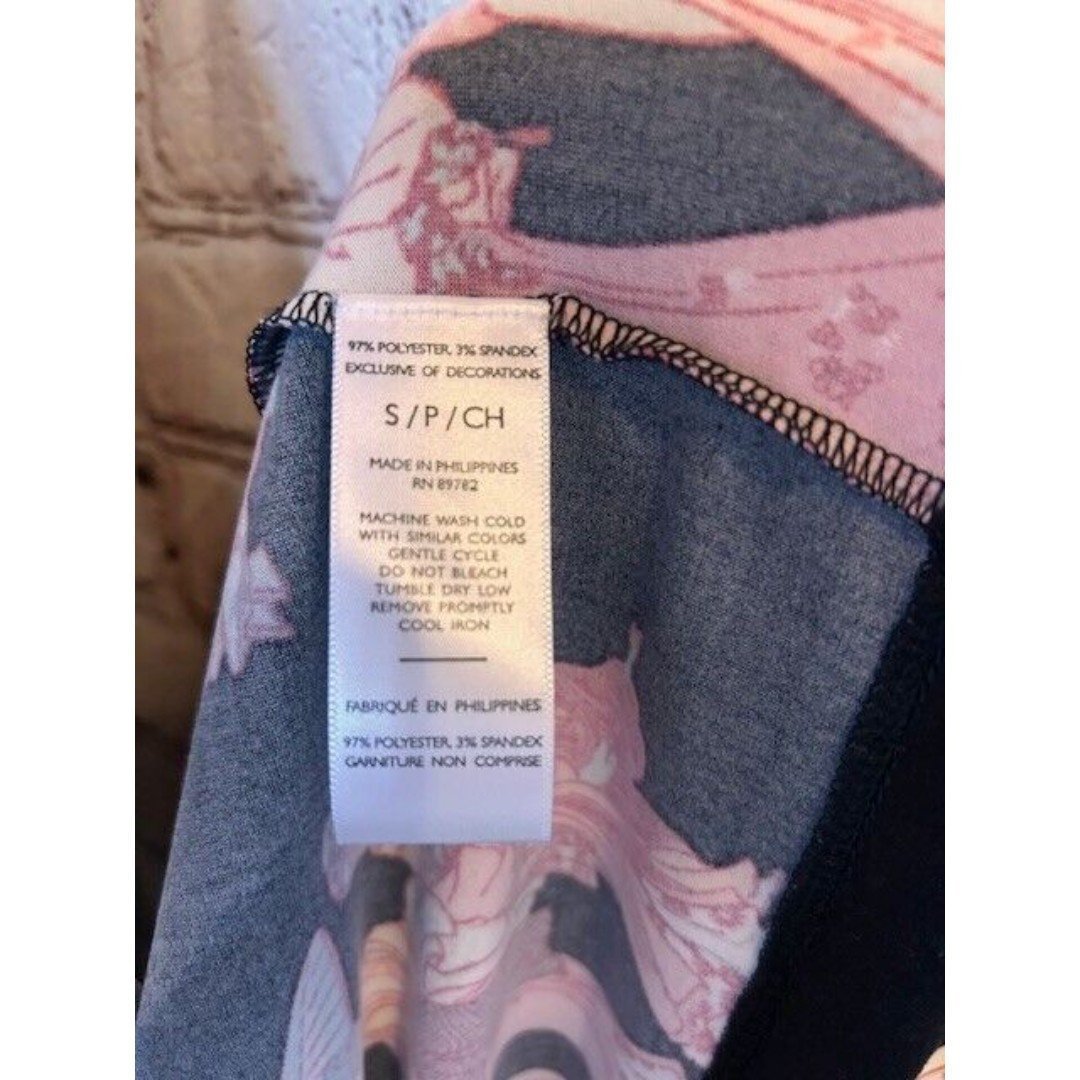 97% POLYESTER, 3% SPANDEX
EXCLUSIVE OF DECORATIONS
S / P / CH
MADE IN PHILIPPINES
RN 89782
MACHINE WASH COLD
WITH SIMILAR COLORS
GENTLE CYCLE
DO NOT BLEACH
TUMBLE DRY LOW
REMOVE PROMPTLY
COOL IRON
FABRIQUÉ EN PHILIPPINES
97% POLYESTER, 3% SPANDEX
GARNITURE NON COMPRISE